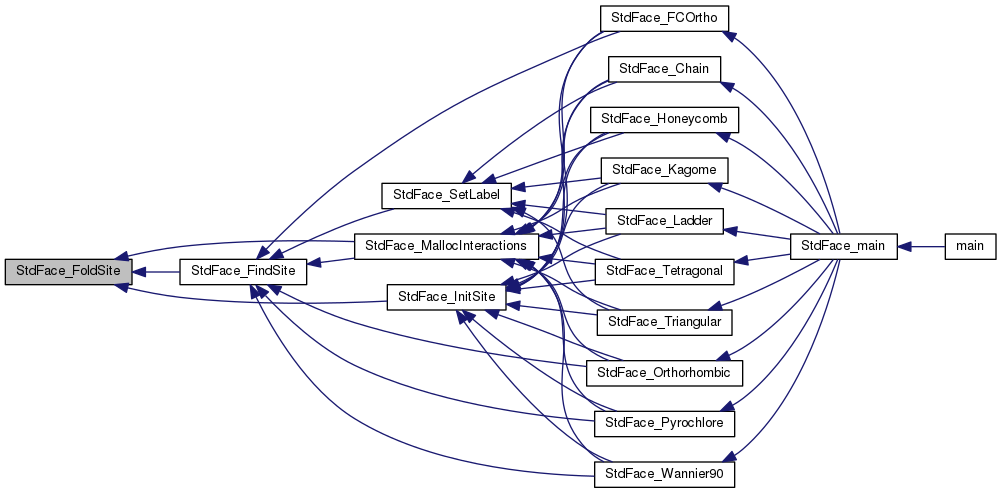 StdFace_FCOrtho
StdFace_Chain
StdFace_Honeycomb
StdFace_Kagome
StdFace_SetLabel
StdFace_Ladder
StdFace_MallocInteractions
StdFace_main
main
StdFace_FoldSite
StdFace_FindSite
StdFace_Tetragonal
StdFace_InitSite
StdFace_Triangular
StdFace_Orthorhombic
StdFace_Pyrochlore
StdFace_Wannier90